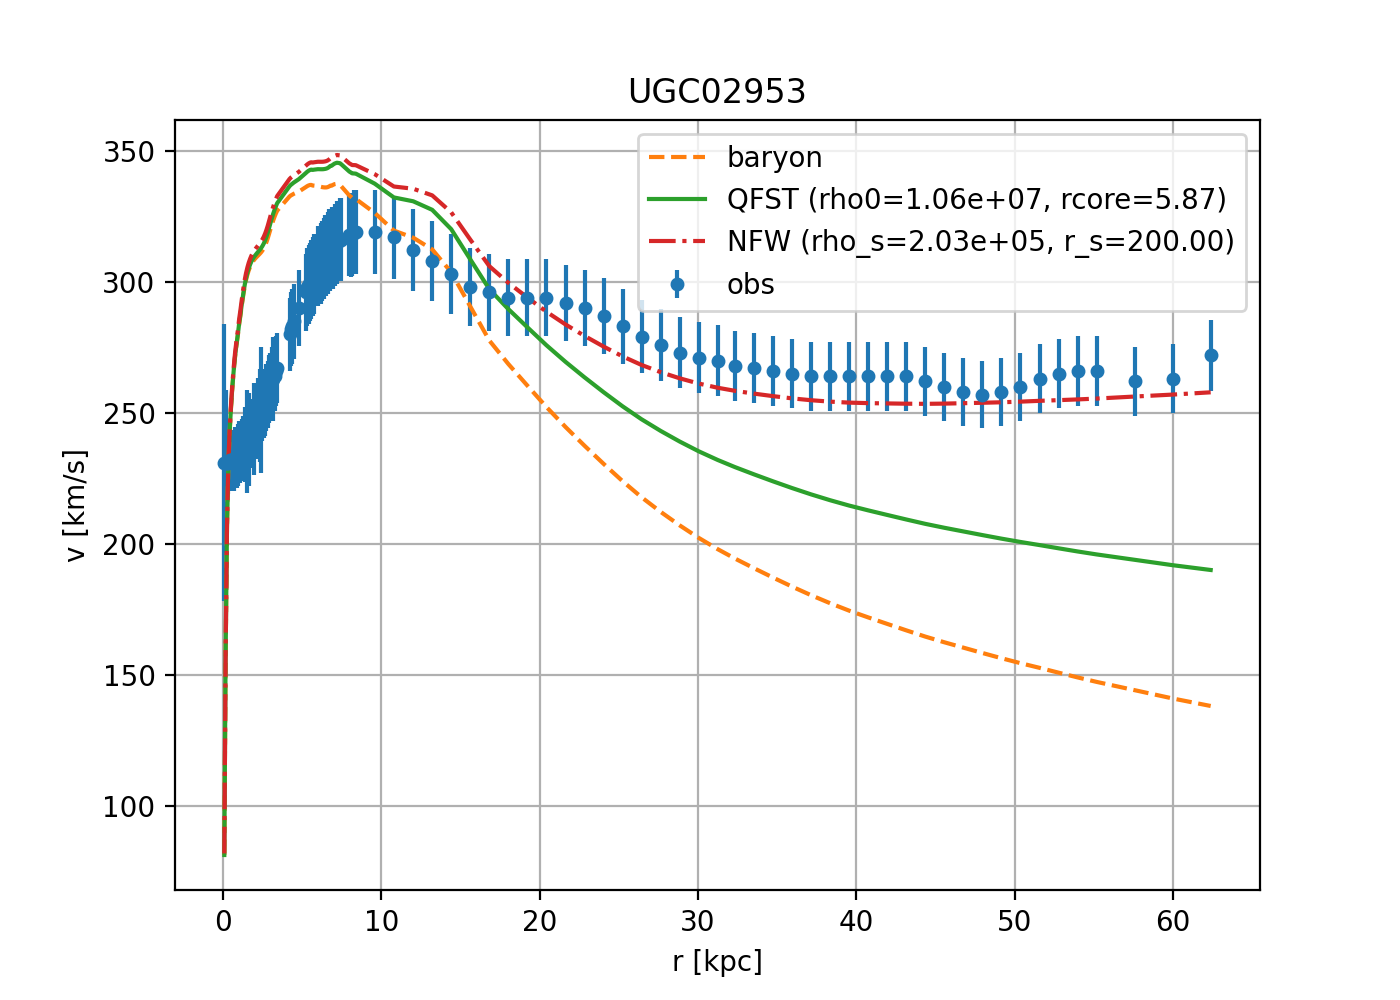 UGC02953
baryon
QFST (rho0=1.06e+07, rcore=5.87)
NFW (rho_s=2.03e+05, r_s=200.00)
obs
350
300
250
200
150
100
v [km/s]
0 10 20 30 40 50 60
r [kpc]